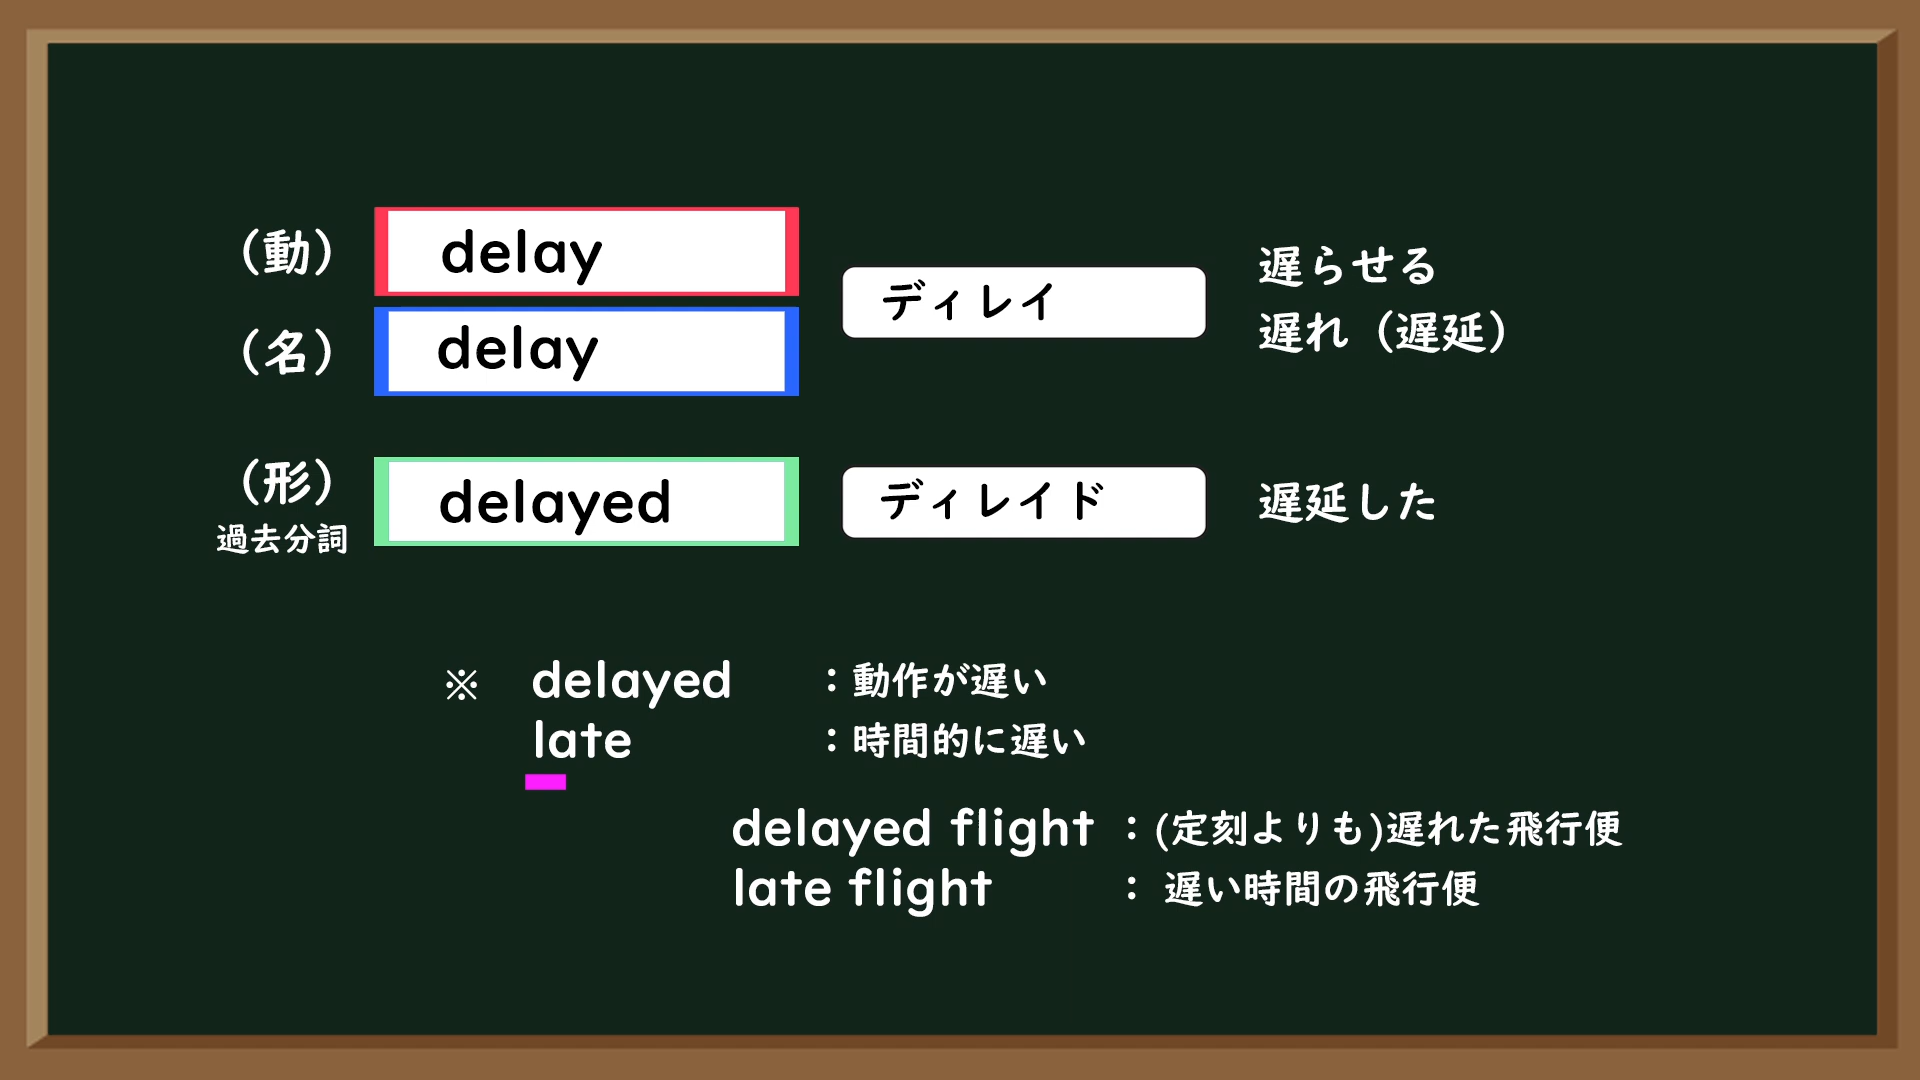 （動） delay
ディレイ 遅らせる
（名） delay
遅れ（遅延）
（形） delayed ディレイド 遅延した
過去分詞
※ delayed ：動作が遅い
late ：時間的に遅い
delayed flight ：(定刻よりも)遅れた飛行便
late flight ： 遅い時間の飛行便